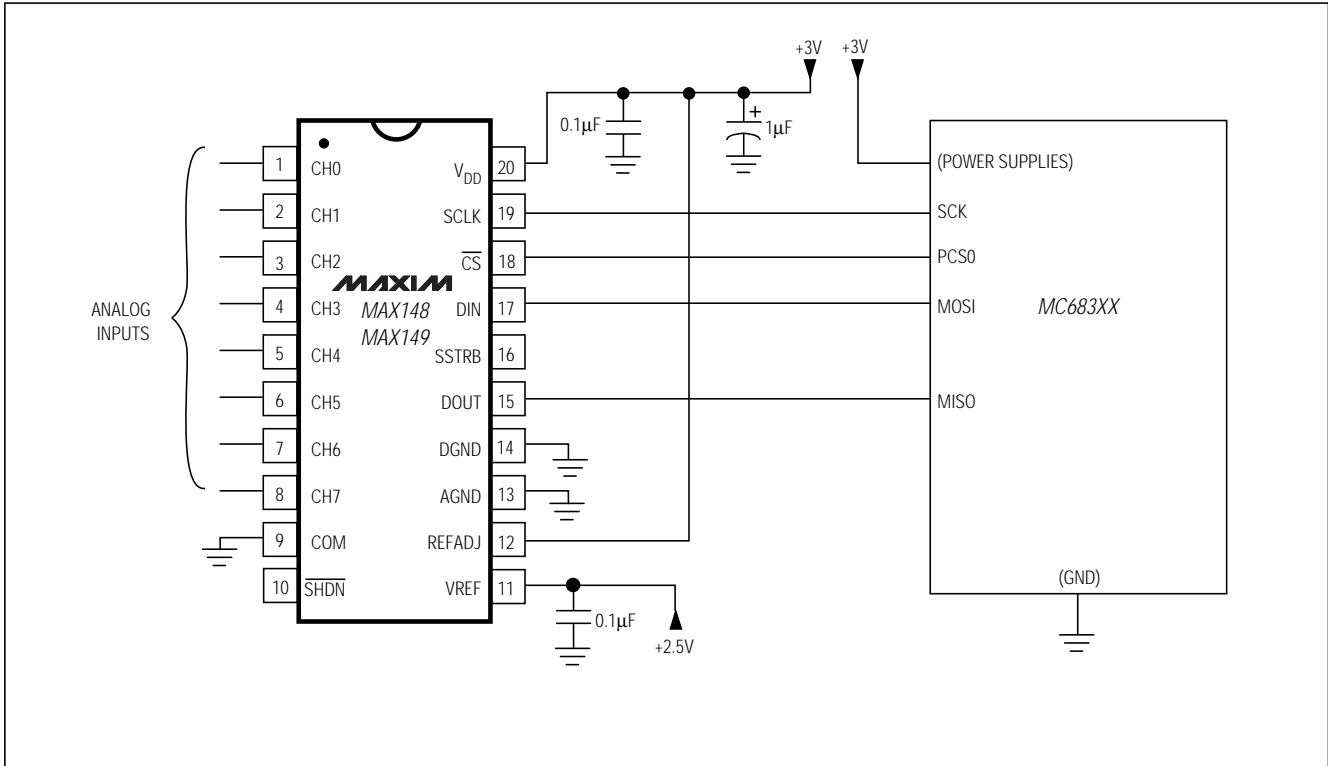 +3V
+3V
0.1μF
+
1μF
ANALOG
INPUTS
1
CH0
2
CH1
3
CH2
4
CH3
5
CH4
6
CH5
7
CH6
8
CH7
9
COM
10
SHDN
MAXIM
MAX148
MAX149
VDD
20
SCLK
19
CS
18
DIN
17
SSTRB
16
DOUT
15
DGND
14
AGND
13
REFADJ
12
VREF
11
0.1μF
+2.5V
(POWER SUPPLIES)
SCK
PCS0
MOSI
MC683XX
MISO
(GND)